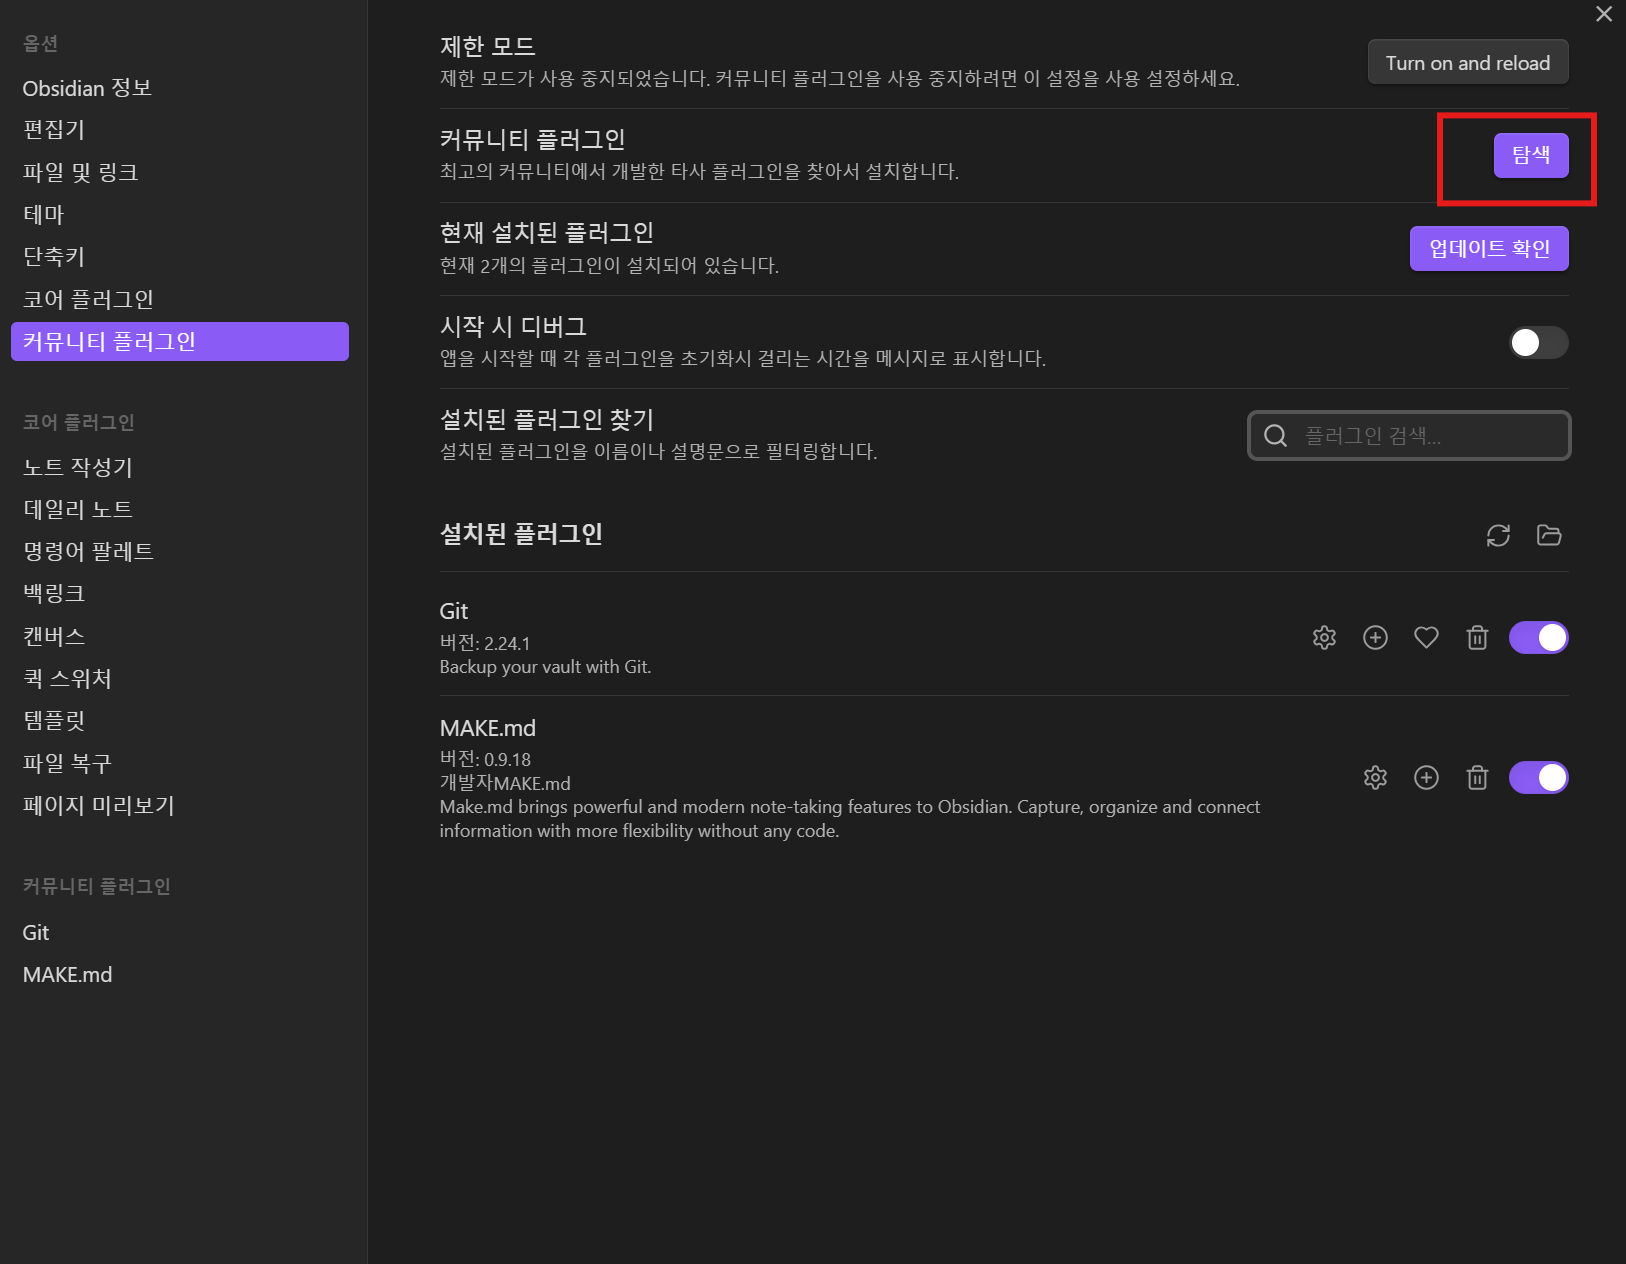 옵션
Obsidian 정보
편집기
파일 및 링크
테마
단축키
코어 플러그인
커뮤니티 플러그인
코어 플러그인
노트 작성기
데일리 노트
명령어 팔레트
백링크
캔버스
퀵 스위처
템플릿
파일 복구
페이지 미리보기
커뮤니티 플러그인
Git
MAKE.md
제한 모드
제한 모드가 사용 중지되었습니다. 커뮤니티 플러그인을 사용 중지하려면 이 설정을 사용 설정하세요.
Turn on and reload
커뮤니티 플러그인
최고의 커뮤니티에서 개발한 타사 플러그인을 찾아서 설치합니다.
탐색
현재 설치된 플러그인
현재 2개의 플러그인이 설치되어 있습니다.
업데이트 확인
시작 시 디버그
앱을 시작할 때 각 플러그인을 초기화시 걸리는 시간을 메시지로 표시합니다.
설치된 플러그인 찾기
설치된 플러그인을 이름이나 설명문으로 필터링합니다.
플러그인 검색...
설치된 플러그인
Git
버전: 2.24.1
Backup your vault with Git.
MAKE.md
버전: 0.9.18
개발자MAKE.md
Make.md brings powerful and modern note-taking features to Obsidian. Capture, organize and connect
information with more flexibility without any code.